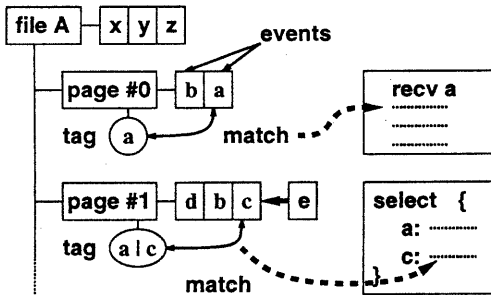 file A x y z
events
page #0 b a
recv a
tag a match
page #1 d b c e
select {
a:
tag a | c
c:
}
match